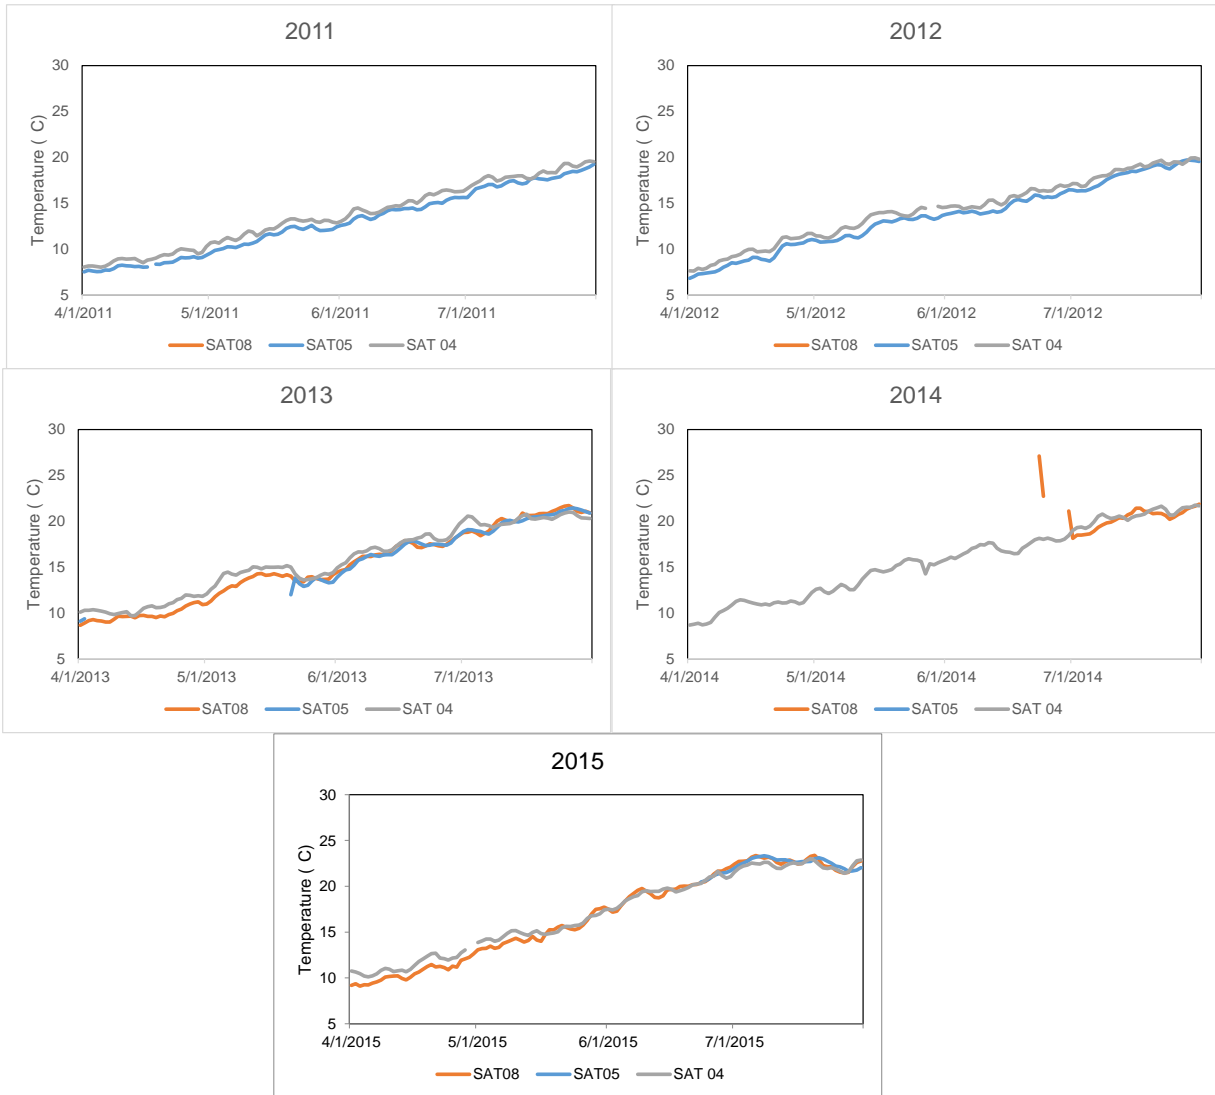 2011
Temperature ( C)
30
25
20
15
10
5
4/1/2011 5/1/2011 6/1/2011 7/1/2011
SAT08 SAT05 SAT 04
2012
Temperature ( C)
30
25
20
15
10
5
4/1/2012 5/1/2012 6/1/2012 7/1/2012
SAT08 SAT05 SAT 04
2013
Temperature ( C)
30
25
20
15
10
5
4/1/2013 5/1/2013 6/1/2013 7/1/2013
SAT08 SAT05 SAT 04
2014
Temperature ( C)
30
25
20
15
10
5
4/1/2014 5/1/2014 6/1/2014 7/1/2014
SAT08 SAT05 SAT 04
2015
Temperature ( C)
30
25
20
15
10
5
4/1/2015 5/1/2015 6/1/2015 7/1/2015
SAT08 SAT05 SAT 04